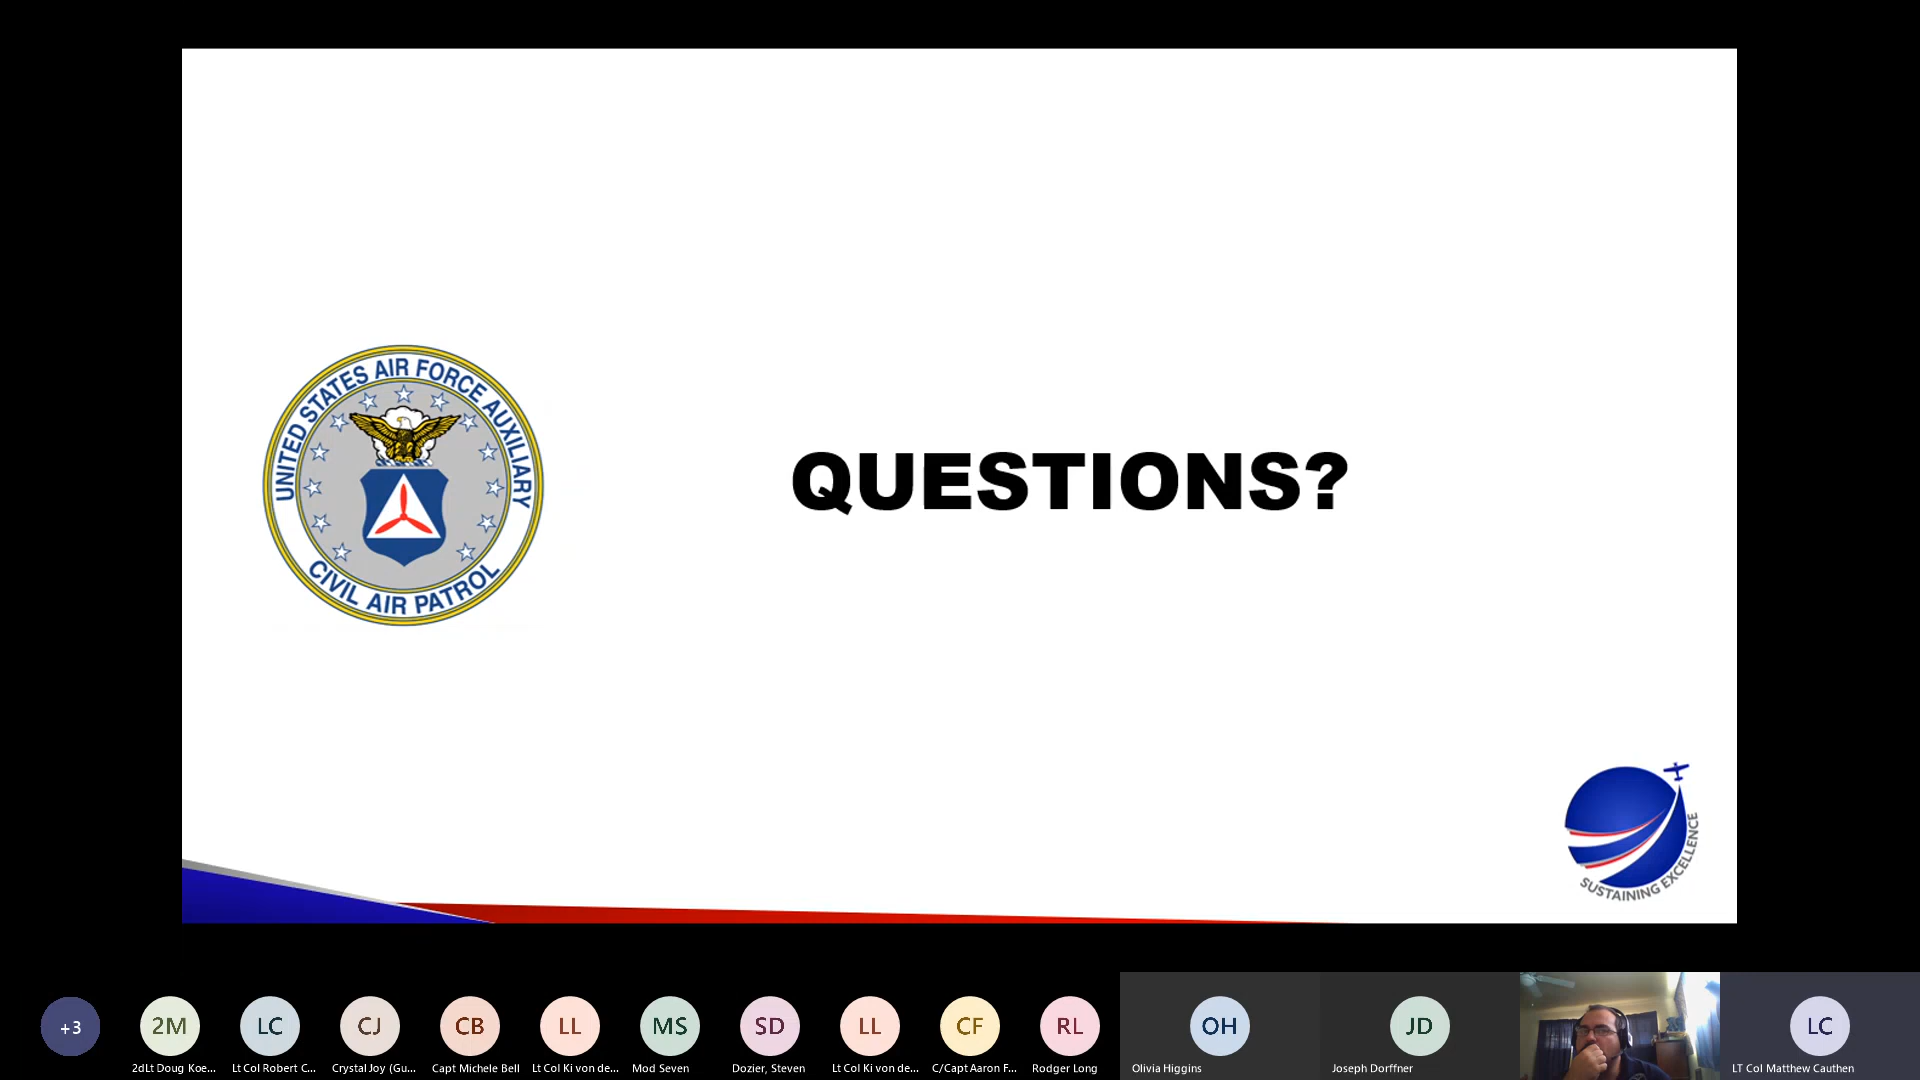 UNITED STATES AIR FORCE AUXILIARY
CIVIL AIR PATROL
QUESTIONS?
SUSTAINING EXCELLENCE
+3
2M
LC
CJ
CB
LL
MS
SD
LL
CF
RL
OH
JD
LC
2dLt Doug Koe...
Lt Col Robert C...
Crystal Joy (Gu...
Capt Michele Bell
Lt Col Ki von de...
Mod Seven
Dozier, Steven
Lt Col Ki von de...
C/Capt Aaron F...
Rodger Long
Olivia Higgins
Joseph Dorffner
LT Col Matthew Cauthen